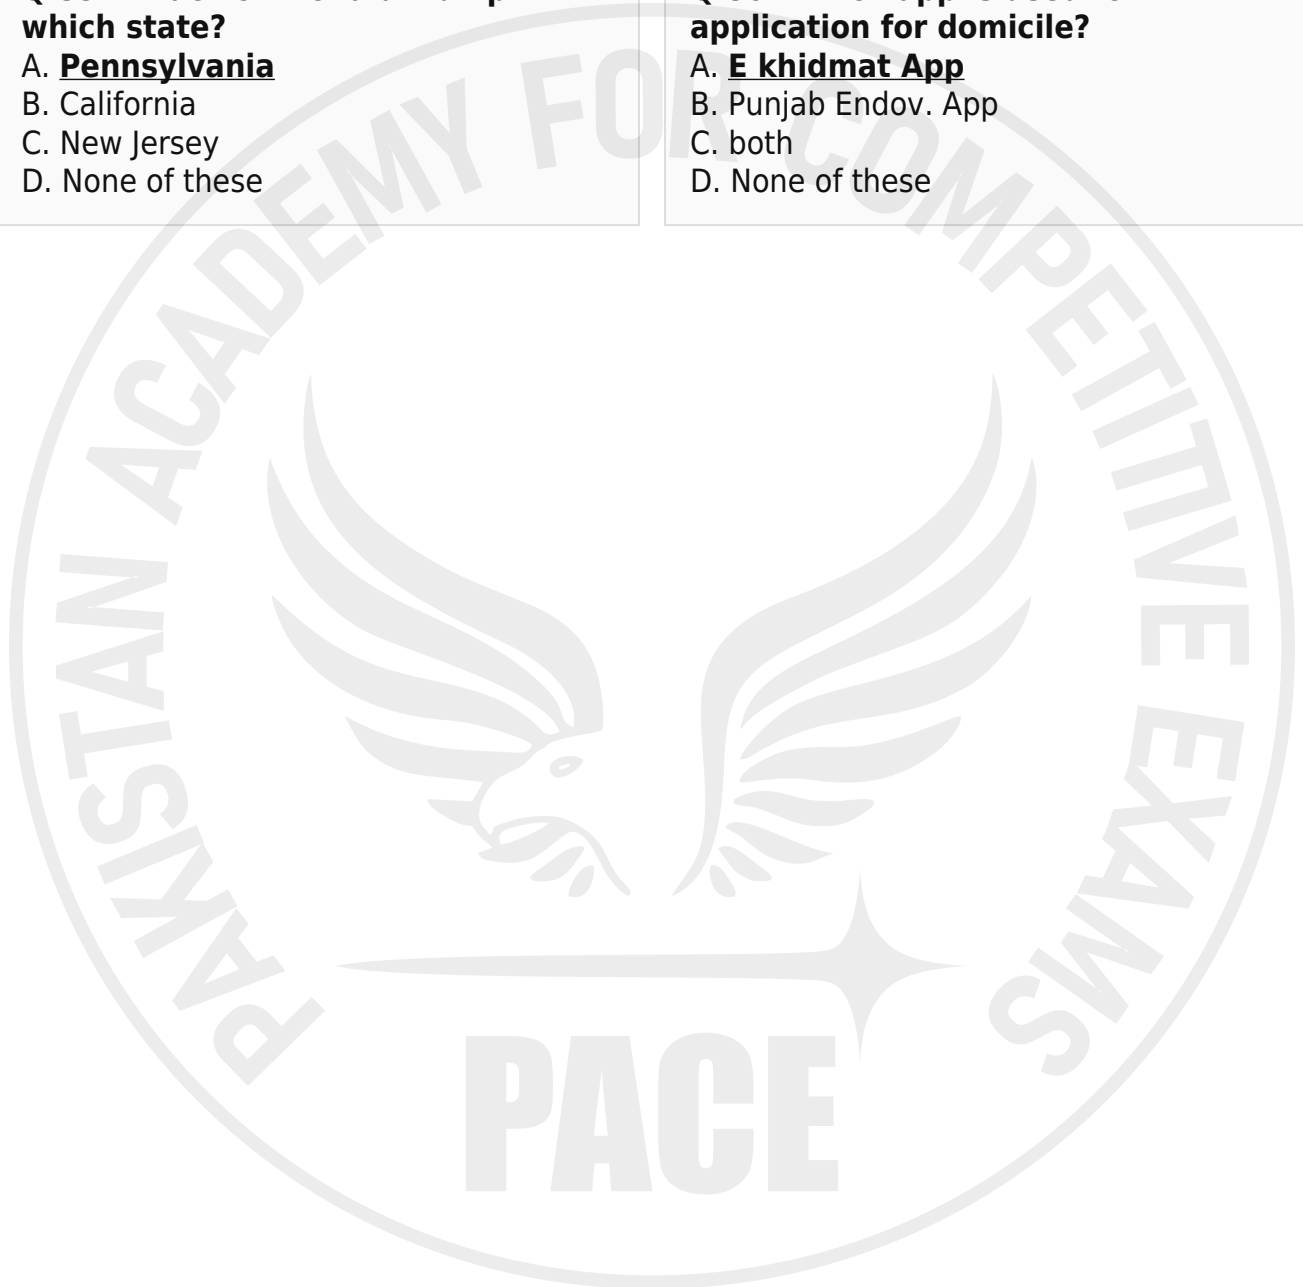 which state?
A. Pennsylvania
B. California
C. New Jersey
D. None of these
application for domicile?
A. E khidmat App
B. Punjab Endov. App
C. both
D. None of these
PAKISTAN ACADEMY FOR COMPETITIVE EXAMS
PACE